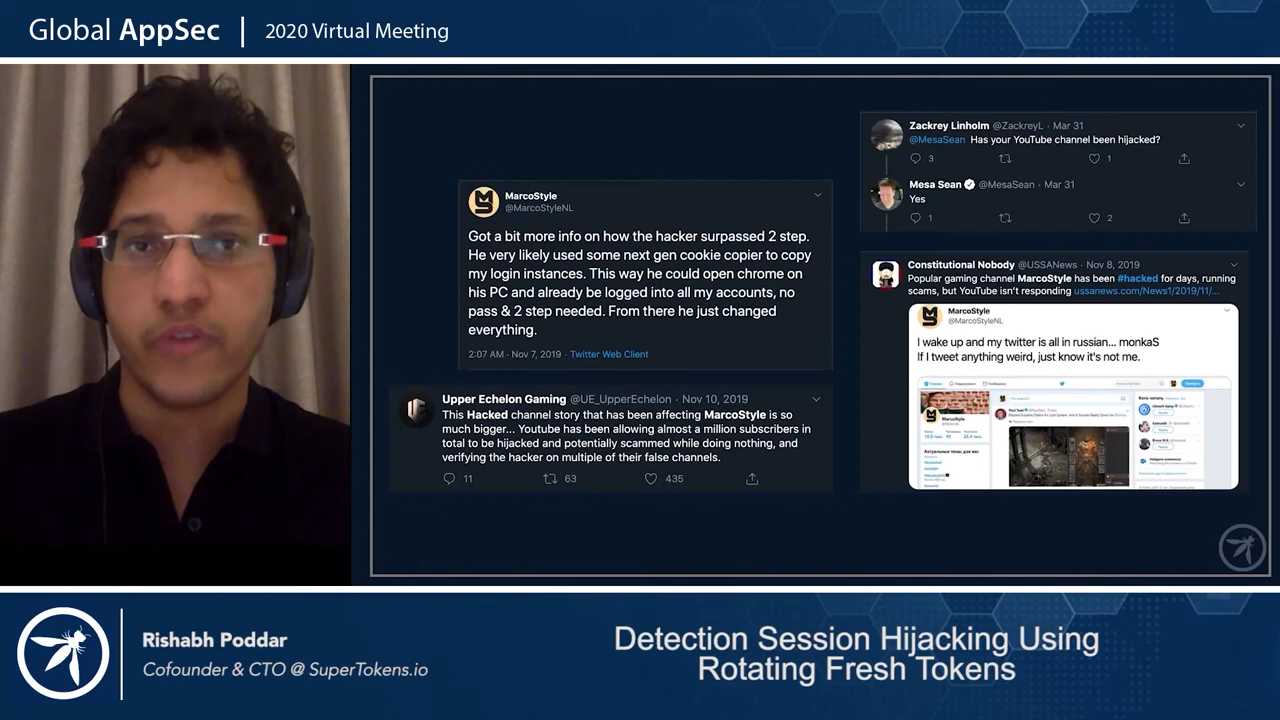 Global AppSec | 2020 Virtual Meeting
MarcoStyle
@MarcoStyleNL
Got a bit more info on how the hacker surpassed 2 step.
He very likely used some next gen cookie copier to copy
my login instances. This way he could open chrome on
his PC and already be logged into all my accounts, no
pass & 2 step needed. From there he just changed
everything.
2:07 AM · Nov 7, 2019 · Twitter Web Client
Upper Echelon Gaming @UE_UpperEchelon · Nov 10, 2019
This Hacked channel story that has been affecting MarcoStyle is so
much bigger... Youtube has been allowing almost a million subscribers in
total to be hijacked and potentially scammed while doing nothing, and
verifying the hacker on multiple of their false channels.
11 63 435
Zackrey Linholm @ZackreyL · Mar 31
@MesaSean Has your YouTube channel been hijacked?
3 1
Mesa Sean @MesaSean · Mar 31
Yes
1 2
Constitutional Nobody @USSANews · Nov 8, 2019
Popular gaming channel MarcoStyle has been #hacked for days, running
scams, but YouTube isn't responding ussanews.com/News1/2019/11/...
MarcoStyle
@MarcoStyleNL
I wake up and my twitter is all in russian... monkaS
If I tweet anything weird, just know it's not me.
Rishabh Poddar
Cofounder & CTO @ SuperTokens.io
Detection Session Hijacking Using
Rotating Fresh Tokens